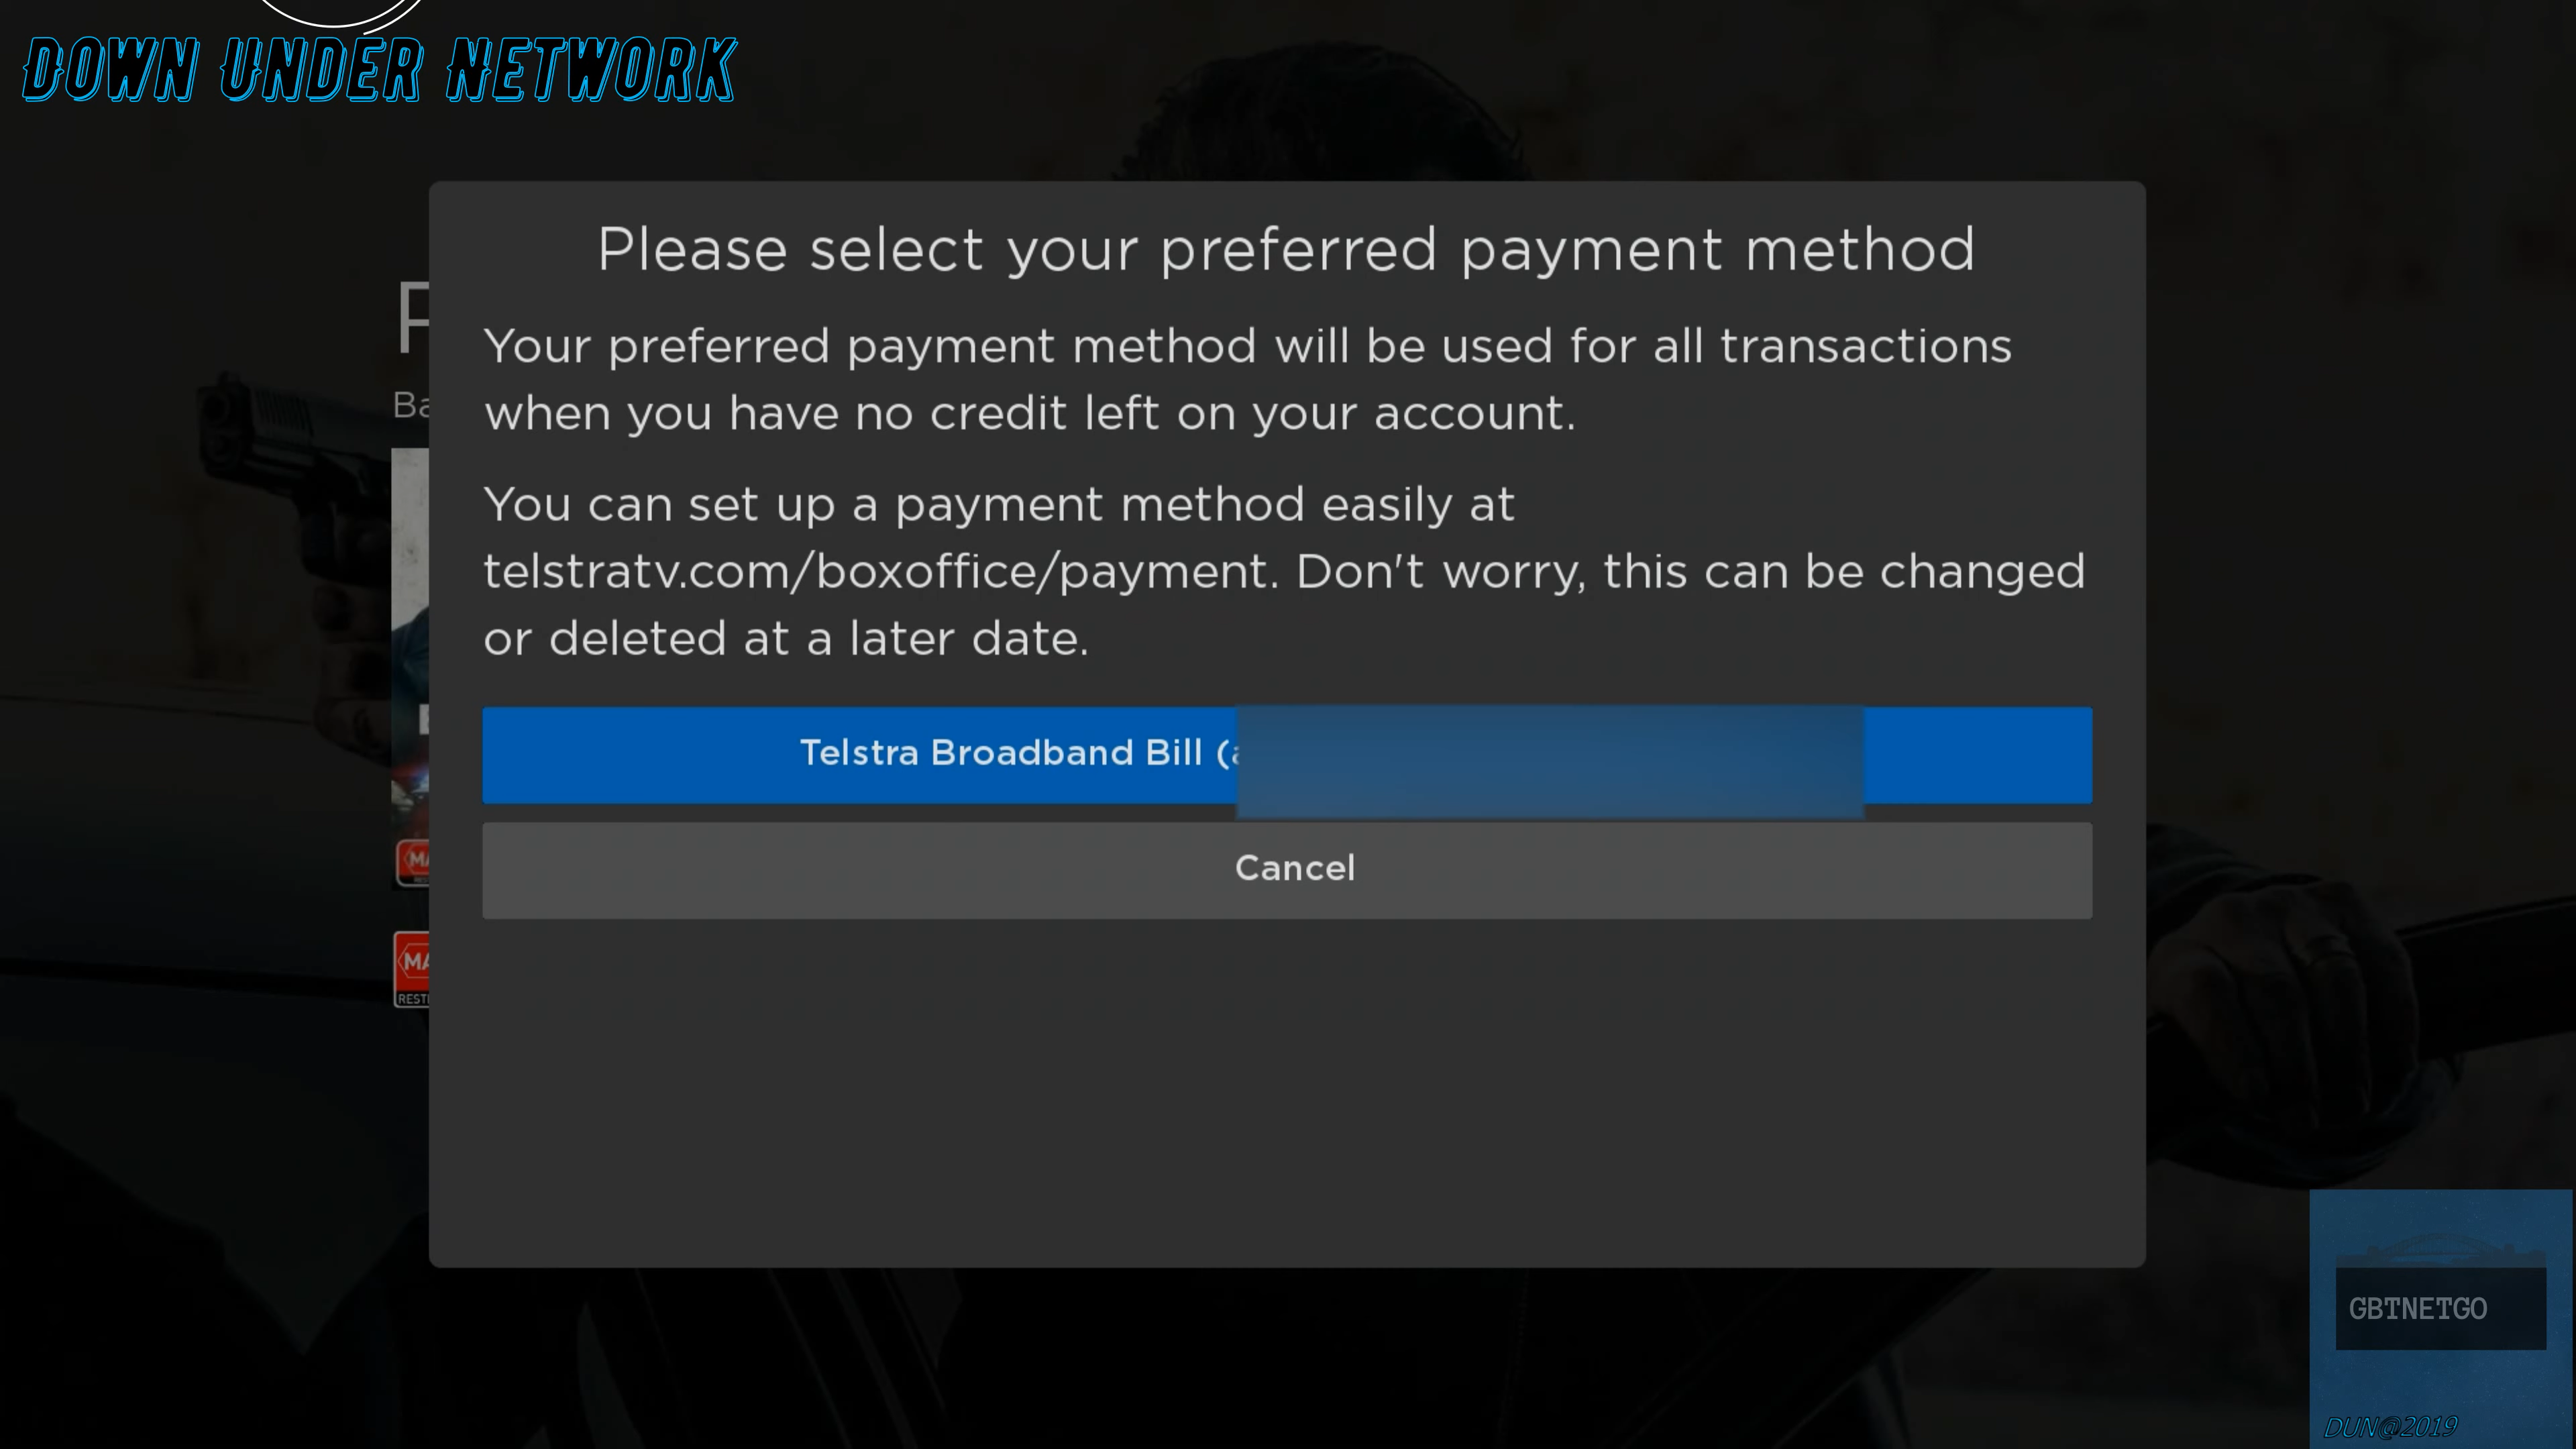 DOWN UNDER NETWORK
Please select your preferred payment method
Your preferred payment method will be used for all transactions
when you have no credit left on your account.
You can set up a payment method easily at
telstratv.com/boxoffice/payment. Don't worry, this can be changed
or deleted at a later date.
Telstra Broadband Bill (
Cancel
GBTNETGO
DUN@2019